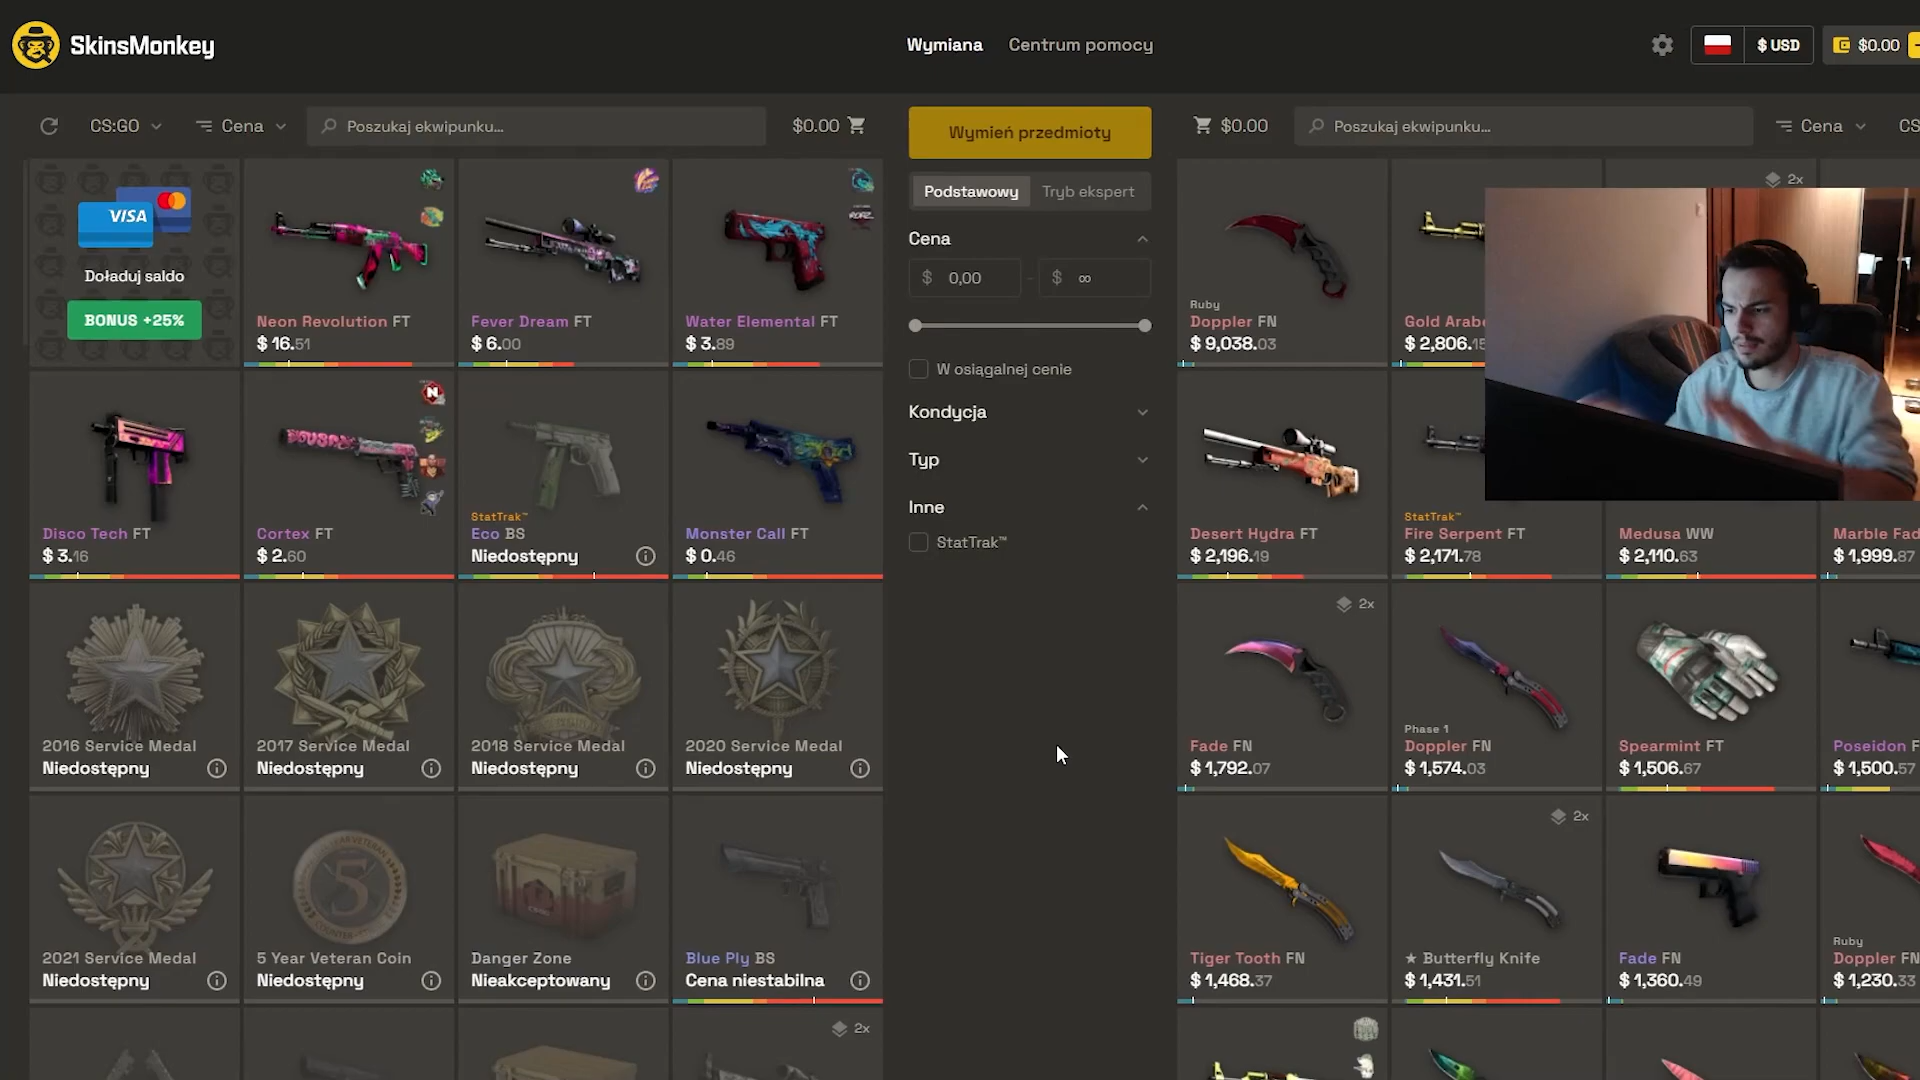 SkinsMonkey
Wymiana
Centrum pomocy
$ USD
$0.00
CS:GO
Cena
Poszukaj ekwipunku...
$0.00
Wymień przedmioty
$0.00
Poszukaj ekwipunku...
Cena
CS
VISA
Doładuj saldo
BONUS +25%
Neon Revolution FT
$ 16.51
Fever Dream FT
$ 6.00
Water Elemental FT
$ 3.89
Disco Tech FT
$ 3.16
Cortex FT
$ 2.60
StatTrak™
Eco BS
Niedostępny
Monster Call FT
$ 0.46
2016 Service Medal
Niedostępny
2017 Service Medal
Niedostępny
2018 Service Medal
Niedostępny
2020 Service Medal
Niedostępny
2021 Service Medal
Niedostępny
5 Year Veteran Coin
Niedostępny
Danger Zone
Nieakceptowany
Blue Ply BS
Cena niestabilna
2x
Podstawowy
Tryb ekspert
Cena
$ 0,00
-
$ ∞
W osiągalnej cenie
Kondycja
Typ
Inne
StatTrak™
Ruby
Doppler FN
$ 9,038.03
Gold Arabe
$ 2,806.15
2x
Desert Hydra FT
$ 2,196.19
StatTrak™
Fire Serpent FT
$ 2,171.78
Medusa WW
$ 2,110.63
Marble Fad
$ 1,999.87
2x
Fade FN
$ 1,792.07
Phase 1
Doppler FN
$ 1,574.03
Spearmint FT
$ 1,506.67
Poseidon F
$ 1,500.57
Tiger Tooth FN
$ 1,468.37
2x
★ Butterfly Knife
$ 1,431.51
Fade FN
$ 1,360.49
Ruby
Doppler FN
$ 1,230.33